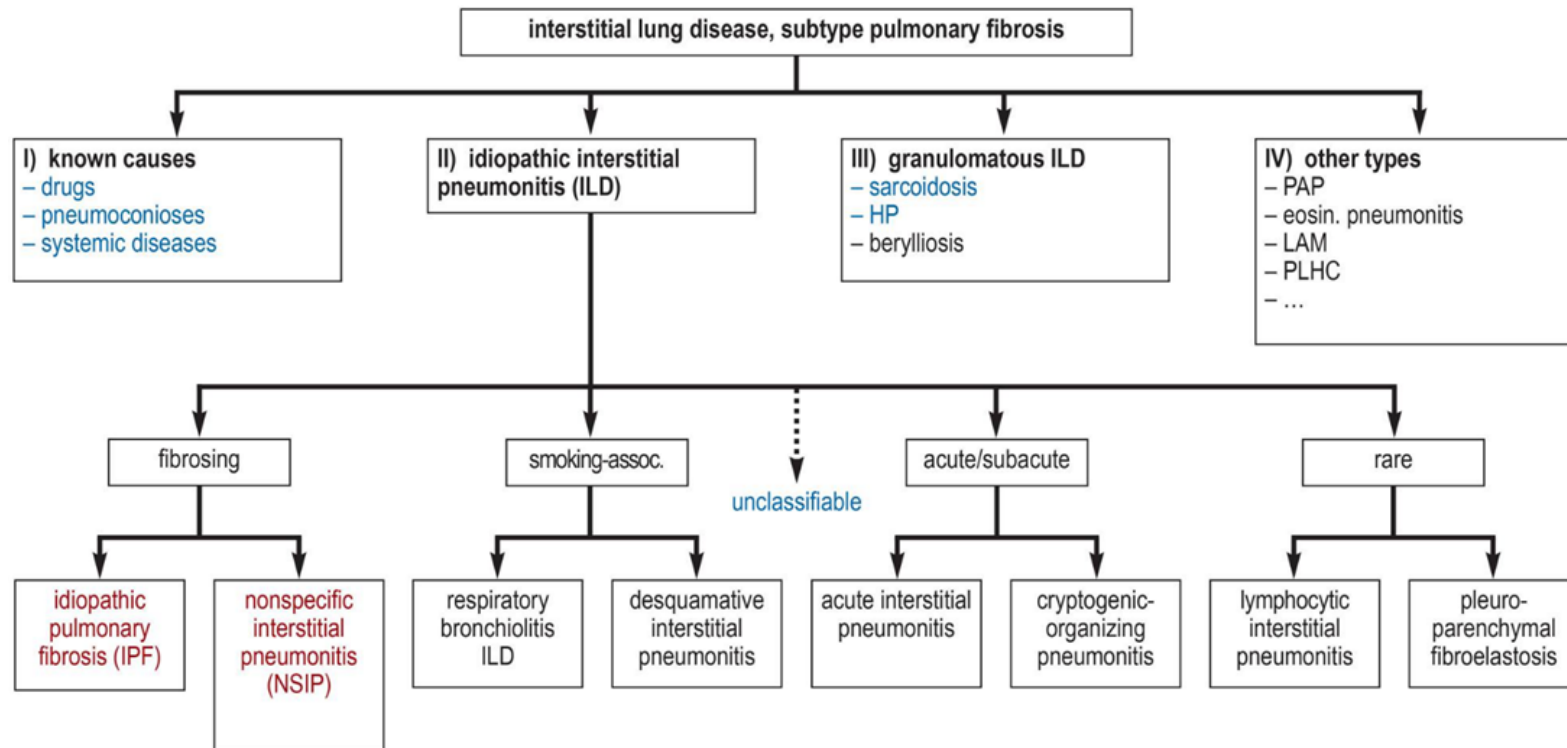 interstitial lung disease, subtype pulmonary fibrosis
I) known causes
– drugs
– pneumoconioses
– systemic diseases
II) idiopathic interstitial
pneumonitis (ILD)
III) granulomatous ILD
– sarcoidosis
– HP
– berylliosis
IV) other types
– PAP
– eosin. pneumonitis
– LAM
– PLHC
– ...
fibrosing
smoking-assoc.
unclassifiable
acute/subacute
rare
idiopathic
pulmonary
fibrosis (IPF)
nonspecific
interstitial
pneumonitis
(NSIP)
respiratory
bronchiolitis
ILD
desquamative
interstitial
pneumonitis
acute interstitial
pneumonitis
cryptogenic-
organizing
pneumonitis
lymphocytic
interstitial
pneumonitis
pleuro-
parenchymal
fibroelastosis